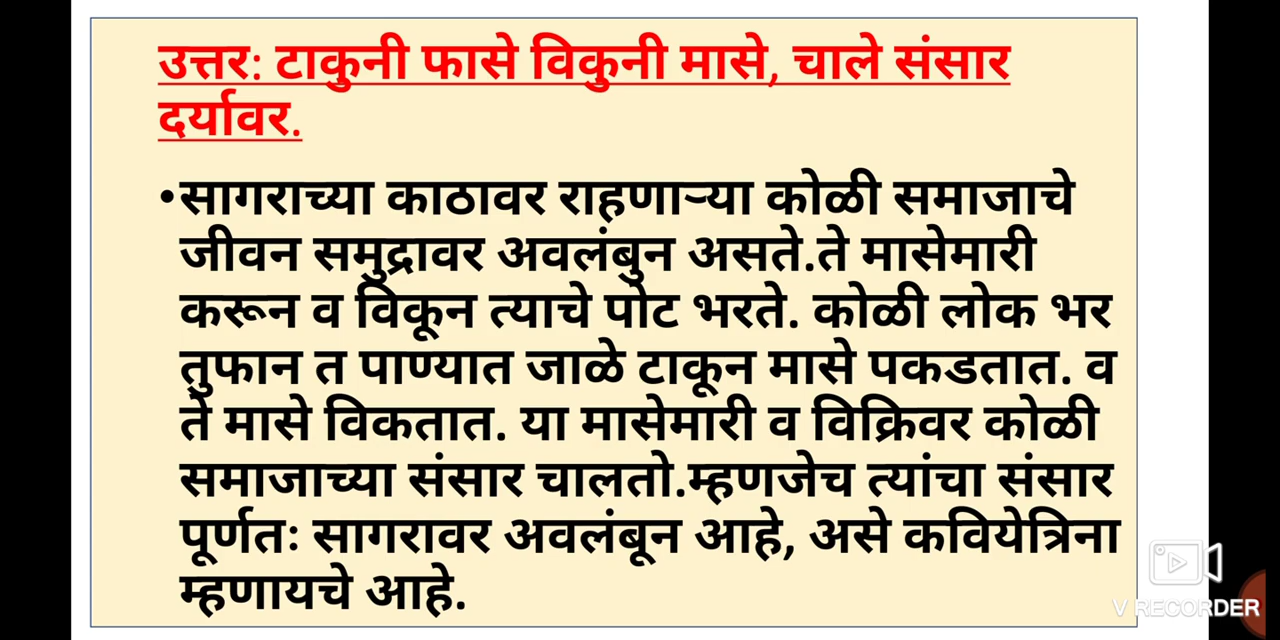 उत्तर: टाकुनी फासे विकुनी मासे, चाले संसार
दर्यावर.
•सागराच्या काठावर राहणाऱ्या कोळी समाजाचे
जीवन समुद्रावर अवलंबुन असते.ते मासेमारी
करून व विकून त्याचे पोट भरते. कोळी लोक भर
तुफान त पाण्यात जाळे टाकून मासे पकडतात. व
ते मासे विकतात. या मासेमारी व विक्रिवर कोळी
समाजाच्या संसार चालतो.म्हणजेच त्यांचा संसार
पूर्णतः सागरावर अवलंबून आहे, असे कवियेत्रिना
म्हणायचे आहे.
V RECORDER